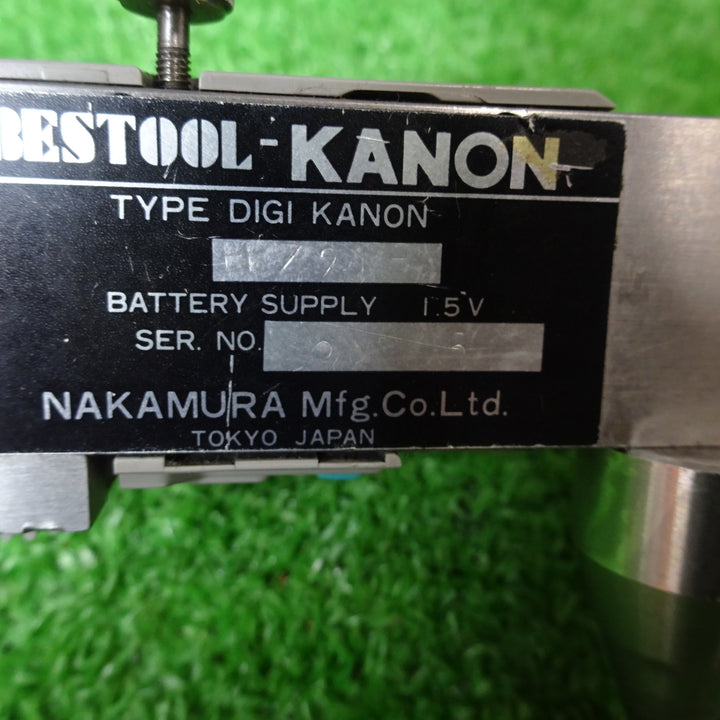 BESTOOL-KANON
TYPE DIGI KANON
BATTERY SUPPLY 1.5V
SER. NO.
NAKAMURA Mfg.Co.Ltd.
TOKYO JAPAN